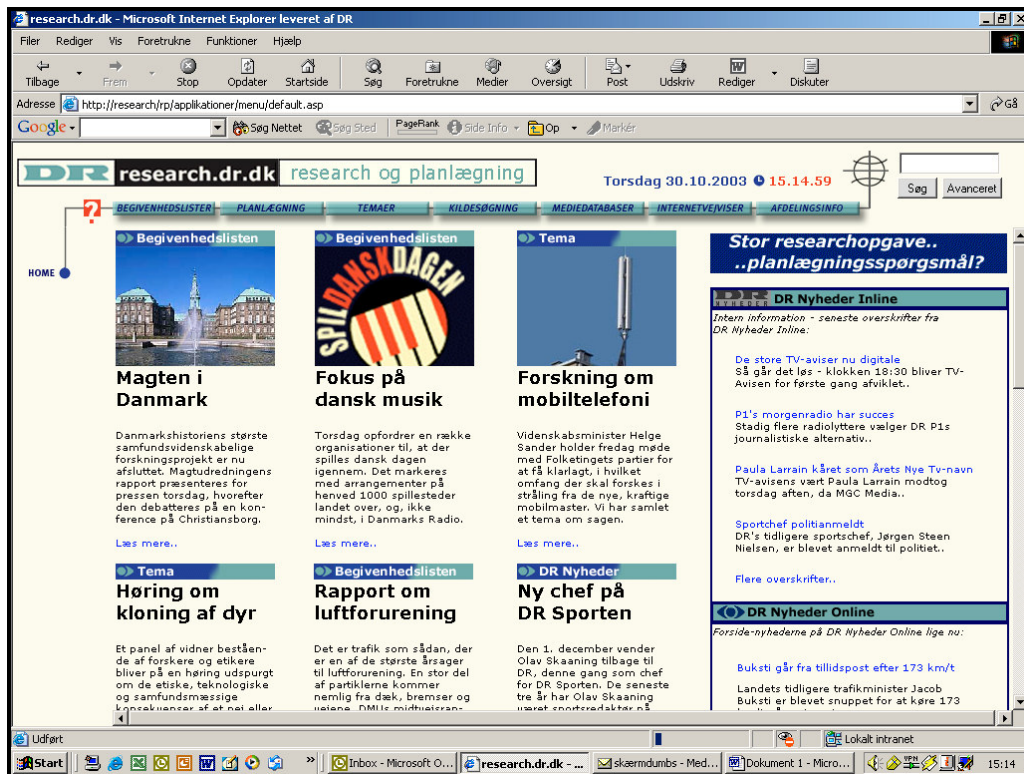 research.dr.dk - Microsoft Internet Explorer leveret af DR
Filer Rediger Vis Foretrukne Funktioner Hjælp
Tilbage Frem Stop Opdater Startside Søg Foretrukne Medier Oversigt Post Udskriv Rediger Diskuter
Adresse http://research/rp/applikationer/menu/default.asp Gå
Google Søg Nettet Søg Sted PageRank Side Info Op Markér
DR research.dr.dk research og planlægning
Torsdag 30.10.2003 15.14.59
Søg Avanceret
? BEGIVENHEDSLISTER PLANLÆGNING TEMAER KILDESØGNING MEDIEDATABASER INTERNETVEJVISER AFDELINGSINFO
HOME
Begivenhedslisten
Magten i
Danmark
Danmarkshistoriens største
samfundsvidenskabelige
forskningsprojekt er nu
afsluttet. Magtudredningens
rapport præsenteres for
pressen torsdag, hvorefter
den debatteres på en kon-
ference på Christiansborg.
Læs mere..
Begivenhedslisten
SPIL DANSK DAGEN
Fokus på
dansk musik
Torsdag opfordrer en række
organisationer til, at der
spilles dansk dagen
igennem. Det markeres
med arrangementer på
henved 1000 spillesteder
landet over, og, ikke
mindst, i Danmarks Radio.
Læs mere..
Tema
Forskning om
mobiltelefoni
Videnskabsminister Helge
Sander holder fredag møde
med Folketingets partier for
at få klarlagt, i hvilket
omfang der skal forskes i
stråling fra de nye, kraftige
mobilmaster. Vi har samlet
et tema om sagen.
Læs mere..
Tema
Høring om
kloning af dyr
Et panel af vidner beståen-
de af forskere og etikere
bliver på en høring udspurgt
om de etiske, teknologiske
og samfundsmæssige
konsekvenser af et nej eller
Begivenhedslisten
Rapport om
luftforurening
Det er trafik som sådan, der
er en af de største årsager
til luftforurening. En stor del
af partiklerne kommer
nemlig fra dæk, bremser og
vejene. DMUs midtvejsrap-
DR Nyheder
Ny chef på
DR Sporten
Den 1. december vender
Olav Skaaning tilbage til
DR, denne gang som chef
for DR Sporten. De seneste
tre år har Olav Skaaning
været sportsredaktør på
Stor researchopgave..
..planlægningsspørgsmål?
DR NYHEDER DR Nyheder Inline
Intern information - seneste overskrifter fra
DR Nyheder Inline:
De store TV-aviser nu digitale
Så går det løs - klokken 18:30 bliver TV-
Avisen for første gang afviklet..
P1's morgenradio har succes
Stadig flere radiolyttere vælger DR P1s
journalistiske alternativ..
Paula Larrain kåret som Årets Nye Tv-navn
TV-avisens vært Paula Larrain modtog
torsdag aften, da MGC Media..
Sportchef politianmeldt
DR's tidligere sportschef, Jørgen Steen
Nielsen, er blevet anmeldt til politiet..
Flere overskrifter..
DR Nyheder Online
Forside-nyhederne på DR Nyheder Online lige nu:
Buksti går fra tillidspost efter 173 km/t
Landets tidligere trafikminister Jacob
Buksti er blevet snuppet for at køre 173
Udført Lokalt intranet
Start Inbox - Microsoft O... research.dr.dk - ... skærmdumbs - Med... Dokument 1 - Micro... 15:14